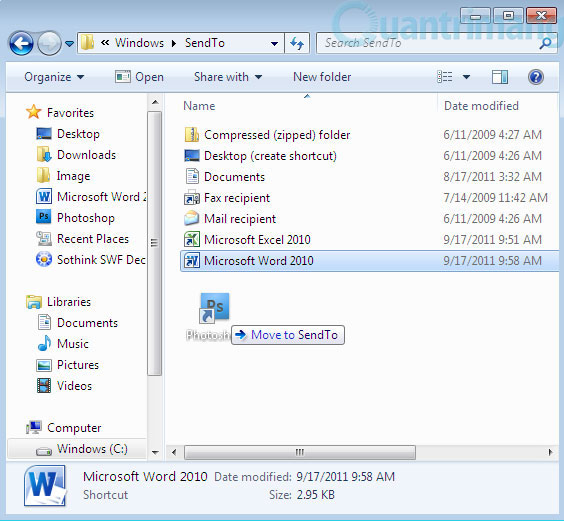 Quantrimang
Windows ▸ SendTo
Search SendTo
Organize
Open
Share with
New folder
Name
Date modified
Favorites
Desktop
Downloads
Image
Microsoft Word 2
Photoshop
Recent Places
Sothink SWF Dec
Libraries
Documents
Music
Pictures
Videos
Computer
Windows (C:)
Compressed (zipped) folder 6/11/2009 4:27 AM
Desktop (create shortcut) 6/11/2009 4:26 AM
Documents 8/17/2011 3:32 AM
Fax recipient 7/14/2009 11:42 AM
Mail recipient 6/11/2009 4:26 AM
Microsoft Excel 2010 9/17/2011 9:51 AM
Microsoft Word 2010 9/17/2011 9:58 AM
Ps
Photosh
Move to SendTo
Microsoft Word 2010 Date modified: 9/17/2011 9:58 AM
Shortcut Size: 2.95 KB